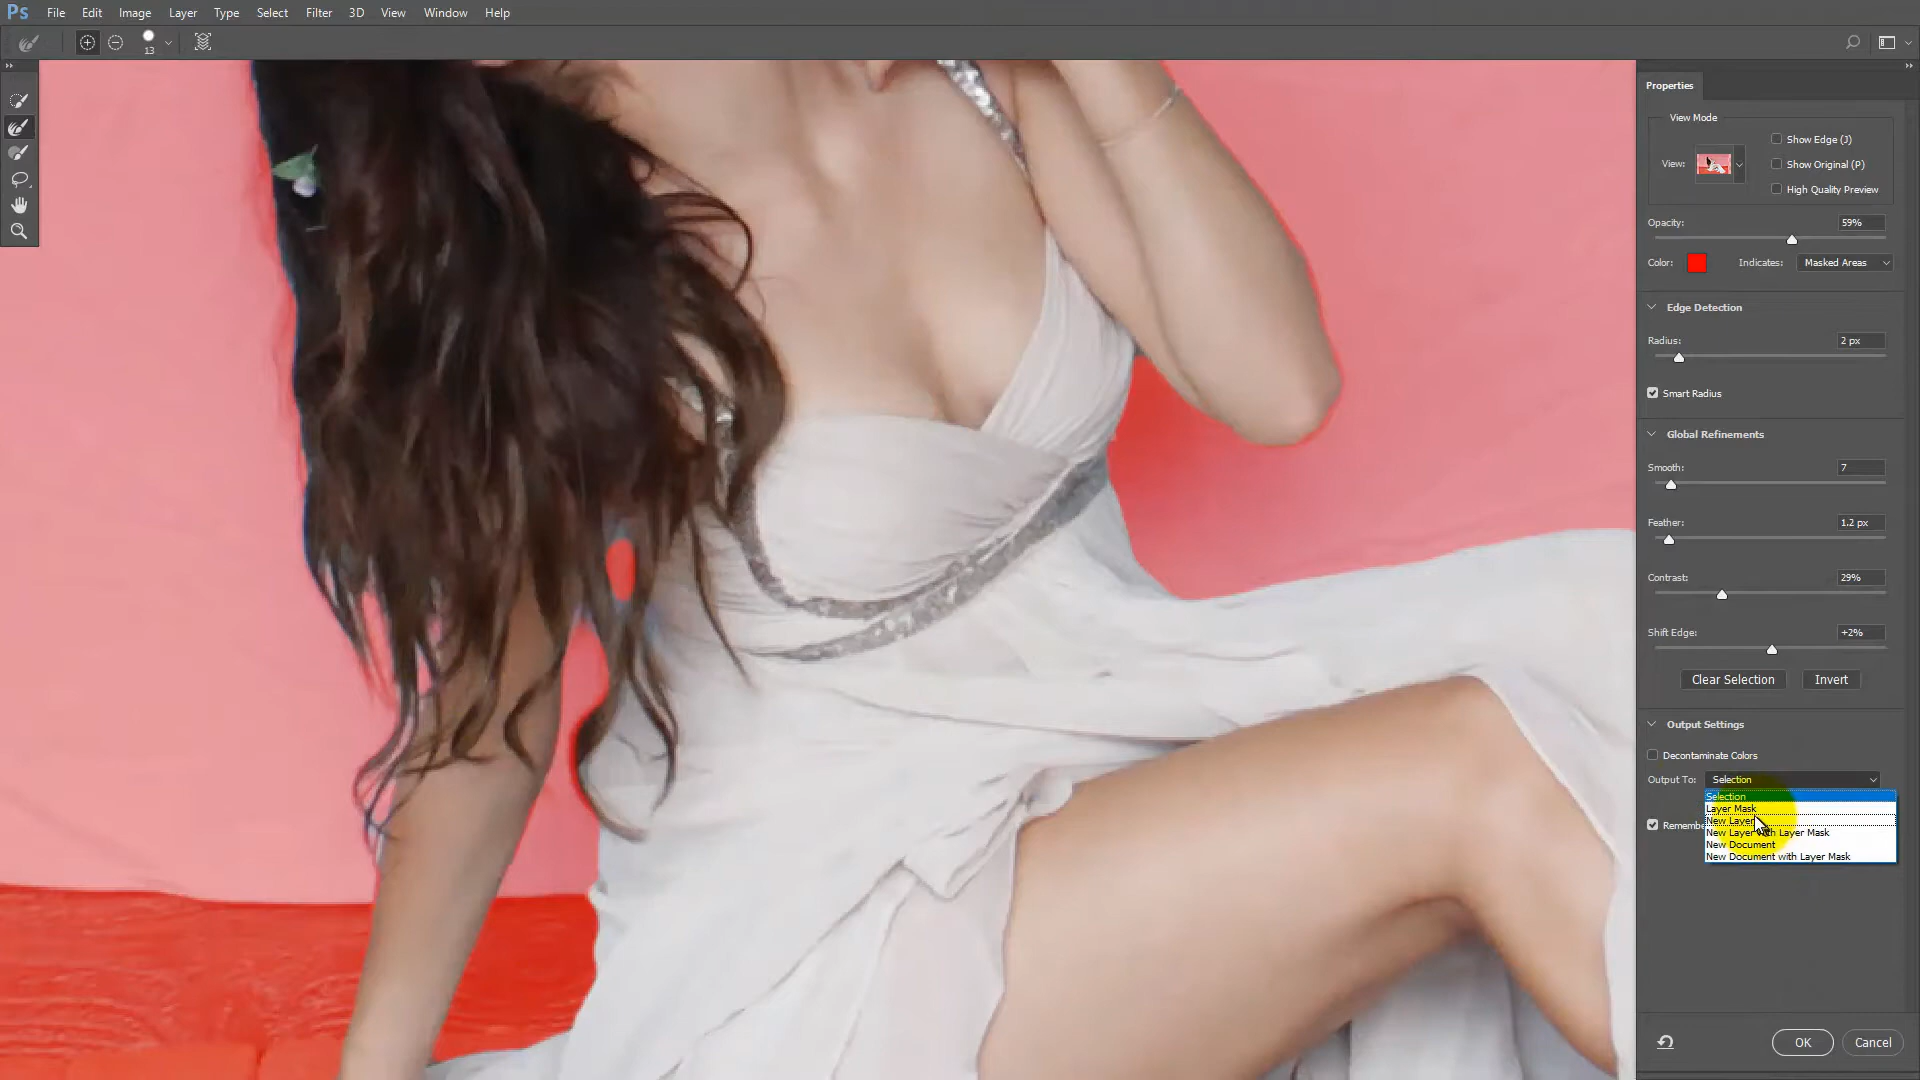 Ps File Edit Image Layer Type Select Filter 3D View Window Help
13
Properties
View Mode
Show Edge (J)
View:
Show Original (P)
High Quality Preview
Opacity: 59%
Color: Indicates: Masked Areas
Edge Detection
Radius: 2 px
Smart Radius
Global Refinements
Smooth: 7
Feather: 1.2 px
Contrast: 29%
Shift Edge: +2%
Clear Selection Invert
Output Settings
Decontaminate Colors
Output To: Selection
Selection
Layer Mask
New Layer
Remembe
New Layer with Layer Mask
New Document
New Document with Layer Mask
OK Cancel